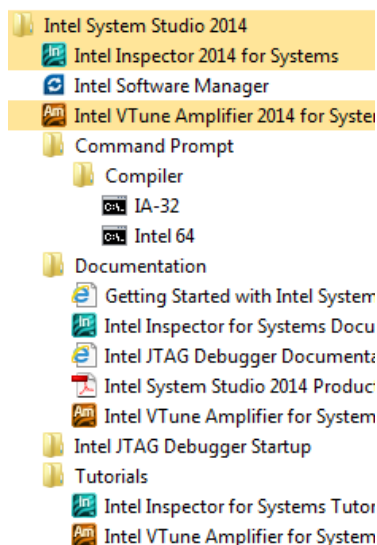 Intel System Studio 2014
Intel Inspector 2014 for Systems
Intel Software Manager
Intel VTune Amplifier 2014 for System
Command Prompt
Compiler
IA-32
Intel 64
Documentation
Getting Started with Intel System
Intel Inspector for Systems Docu
Intel JTAG Debugger Documenta
Intel System Studio 2014 Product
Intel VTune Amplifier for System
Intel JTAG Debugger Startup
Tutorials
Intel Inspector for Systems Tutor
Intel VTune Amplifier for System